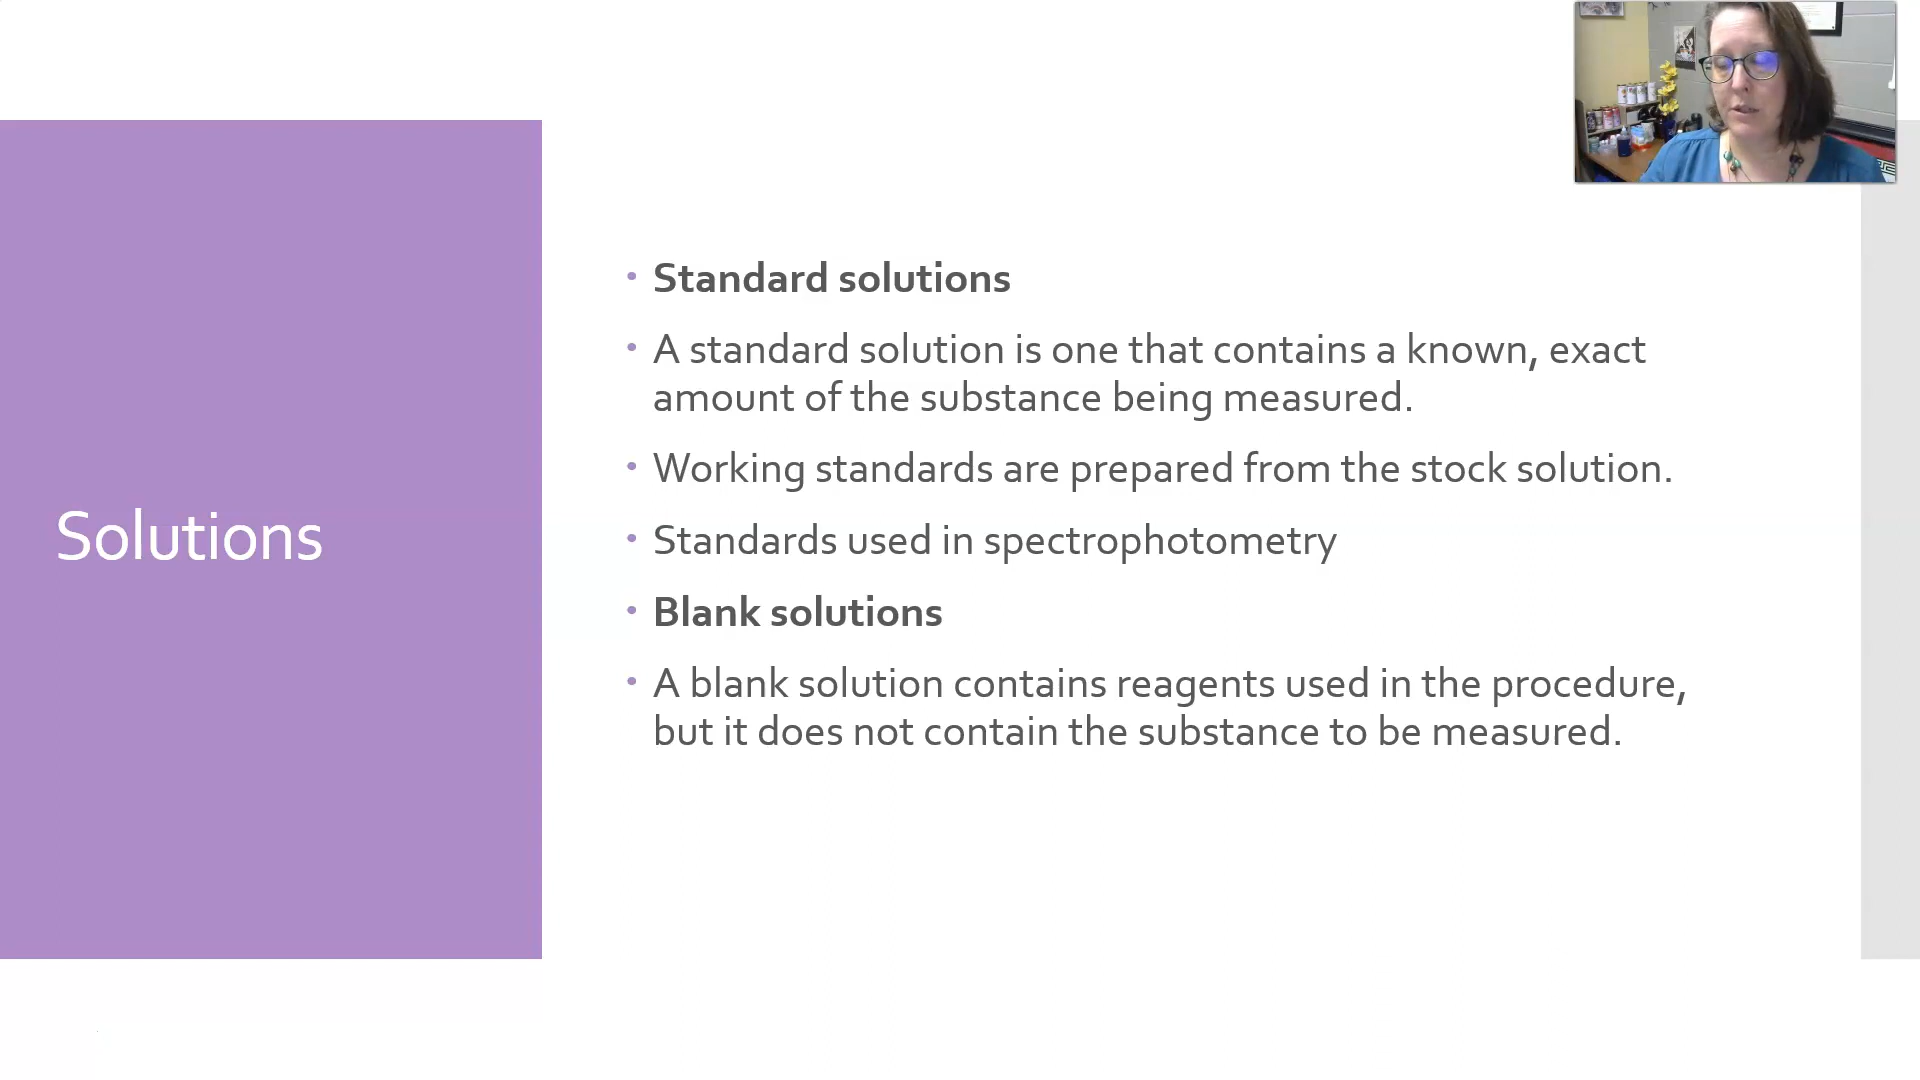 Solutions
• Standard solutions
• A standard solution is one that contains a known, exact
amount of the substance being measured.
• Working standards are prepared from the stock solution.
• Standards used in spectrophotometry
• Blank solutions
• A blank solution contains reagents used in the procedure,
but it does not contain the substance to be measured.